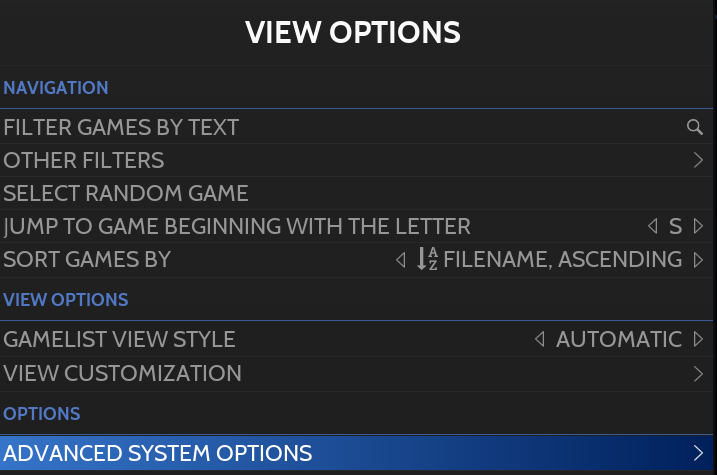 VIEW OPTIONS
NAVIGATION
FILTER GAMES BY TEXT
OTHER FILTERS
SELECT RANDOM GAME
JUMP TO GAME BEGINNING WITH THE LETTER S
SORT GAMES BY AZ FILENAME, ASCENDING
VIEW OPTIONS
GAMELIST VIEW STYLE AUTOMATIC
VIEW CUSTOMIZATION
OPTIONS
ADVANCED SYSTEM OPTIONS